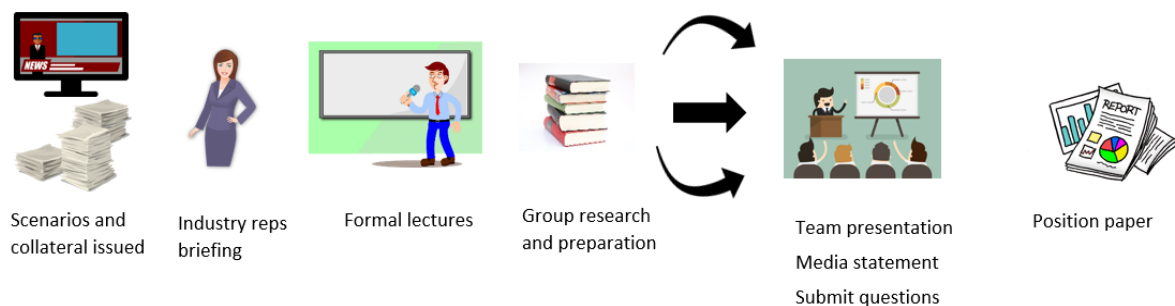 NEWS
REPORT
Scenarios and
collateral issued
Industry reps
briefing
Formal lectures
Group research
and preparation
Team presentation
Media statement
Submit questions
Position paper